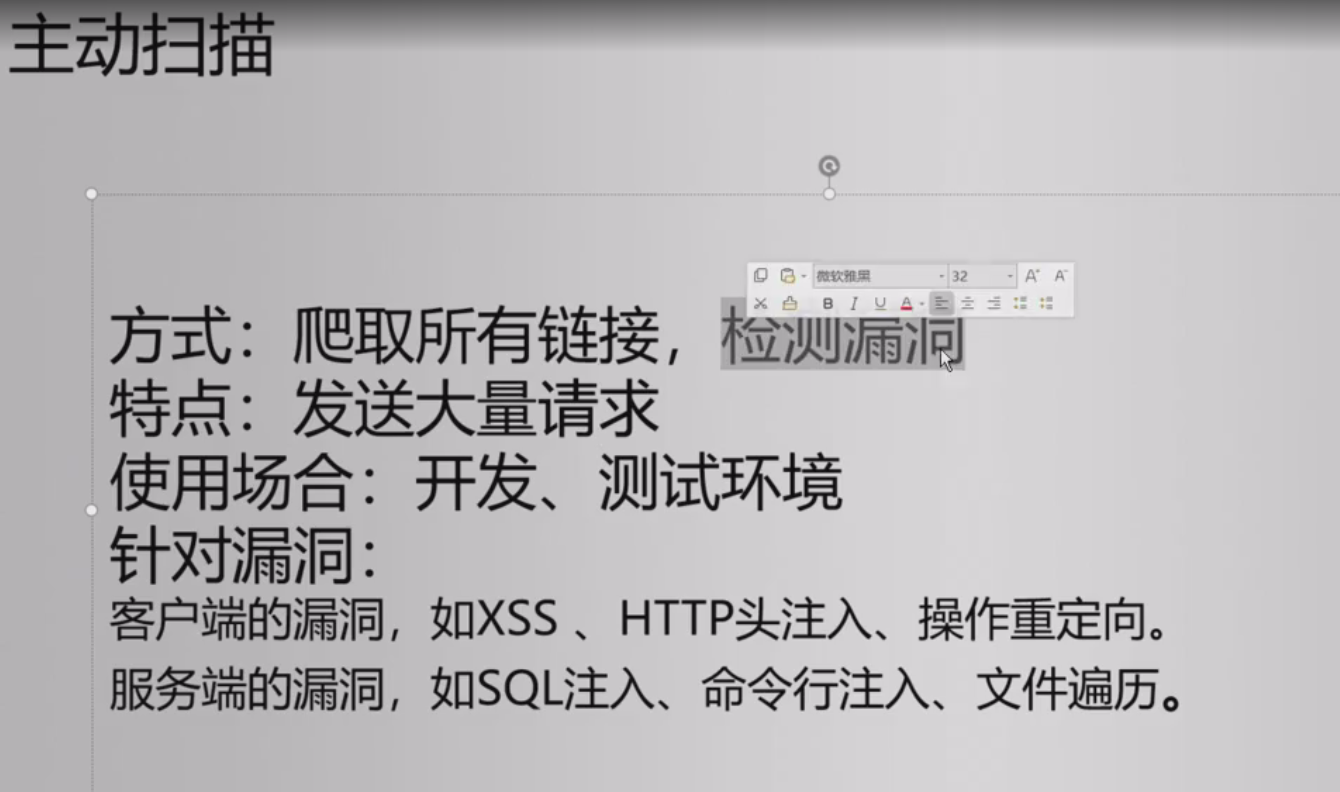 主动扫描
微软雅黑 32
方式：爬取所有链接，检测漏洞
特点：发送大量请求
使用场合：开发、测试环境
针对漏洞：
客户端的漏洞，如XSS 、HTTP头注入、操作重定向。
服务端的漏洞，如SQL注入、命令行注入、文件遍历。